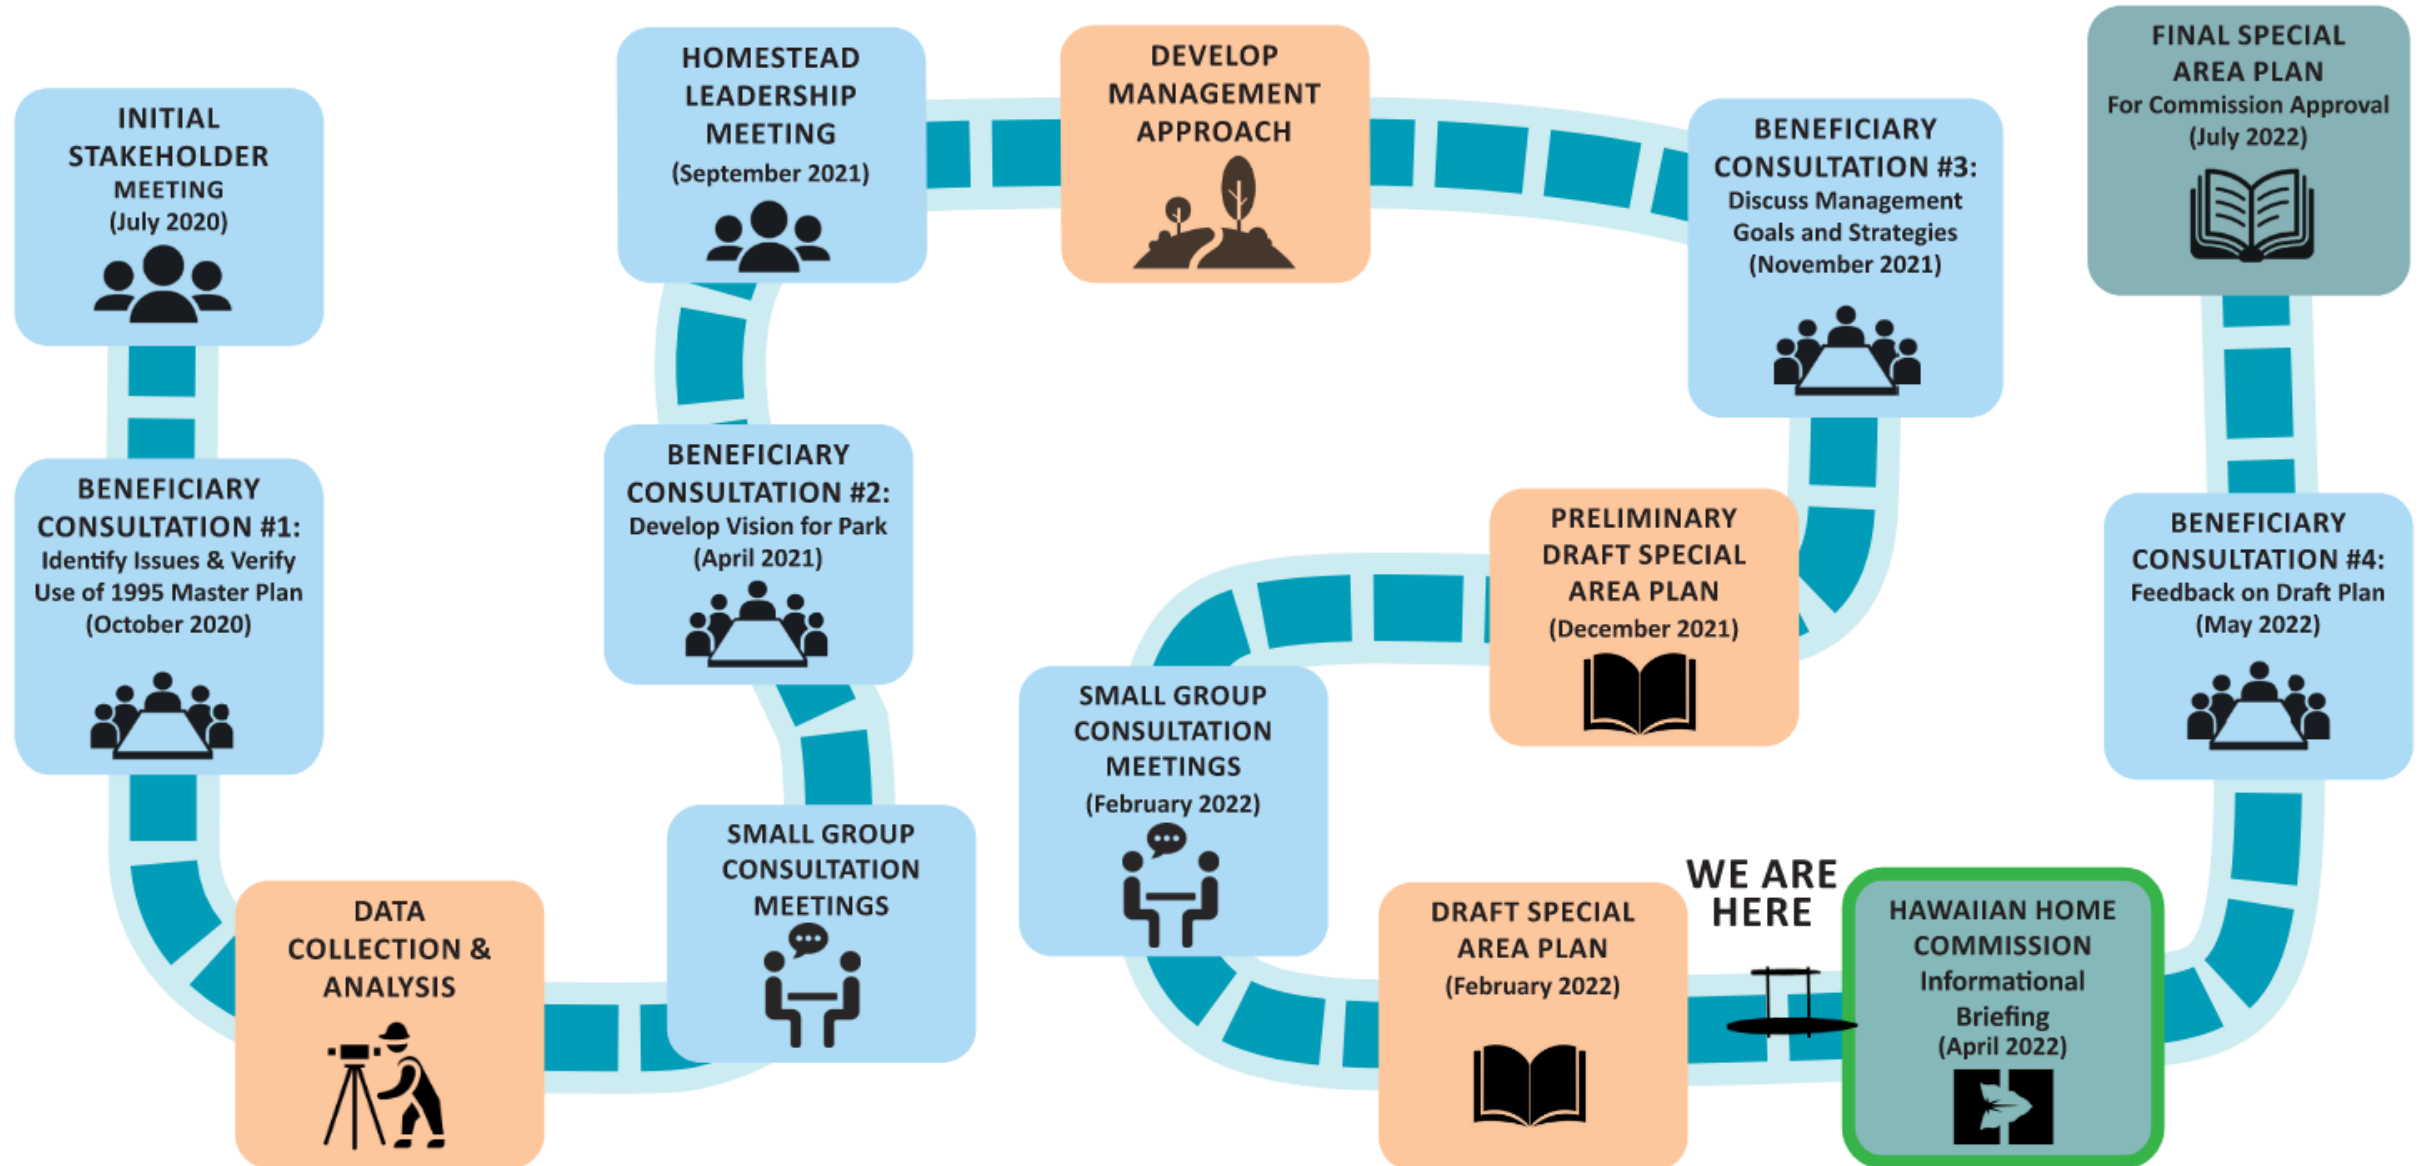 INITIAL
STAKEHOLDER
MEETING
(July 2020)
BENEFICIARY
CONSULTATION #1:
Identify Issues & Verify
Use of 1995 Master Plan
(October 2020)
DATA
COLLECTION &
ANALYSIS
SMALL GROUP
CONSULTATION
MEETINGS
BENEFICIARY
CONSULTATION #2:
Develop Vision for Park
(April 2021)
HOMESTEAD
LEADERSHIP
MEETING
(September 2021)
DEVELOP
MANAGEMENT
APPROACH
BENEFICIARY
CONSULTATION #3:
Discuss Management
Goals and Strategies
(November 2021)
PRELIMINARY
DRAFT SPECIAL
AREA PLAN
(December 2021)
SMALL GROUP
CONSULTATION
MEETINGS
(February 2022)
DRAFT SPECIAL
AREA PLAN
(February 2022)
WE ARE
HERE
HAWAIIAN HOME
COMMISSION
Informational
Briefing
(April 2022)
BENEFICIARY
CONSULTATION #4:
Feedback on Draft Plan
(May 2022)
FINAL SPECIAL
AREA PLAN
For Commission Approval
(July 2022)